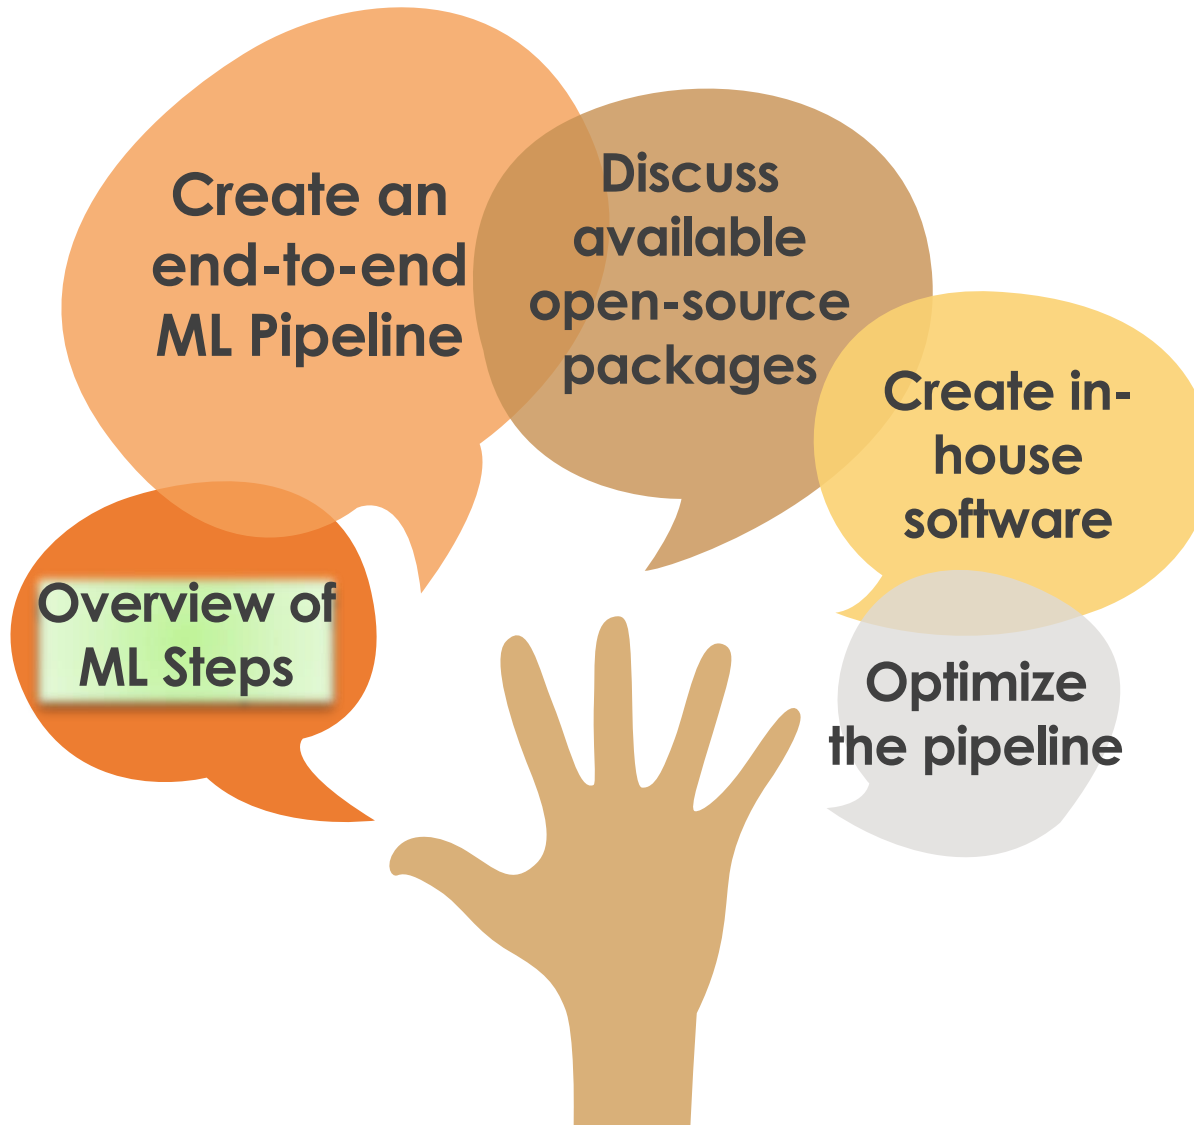 Create an
end-to-end
ML Pipeline
Discuss
available
open-source
packages
Create in-
house
software
Overview of
ML Steps
Optimize
the pipeline